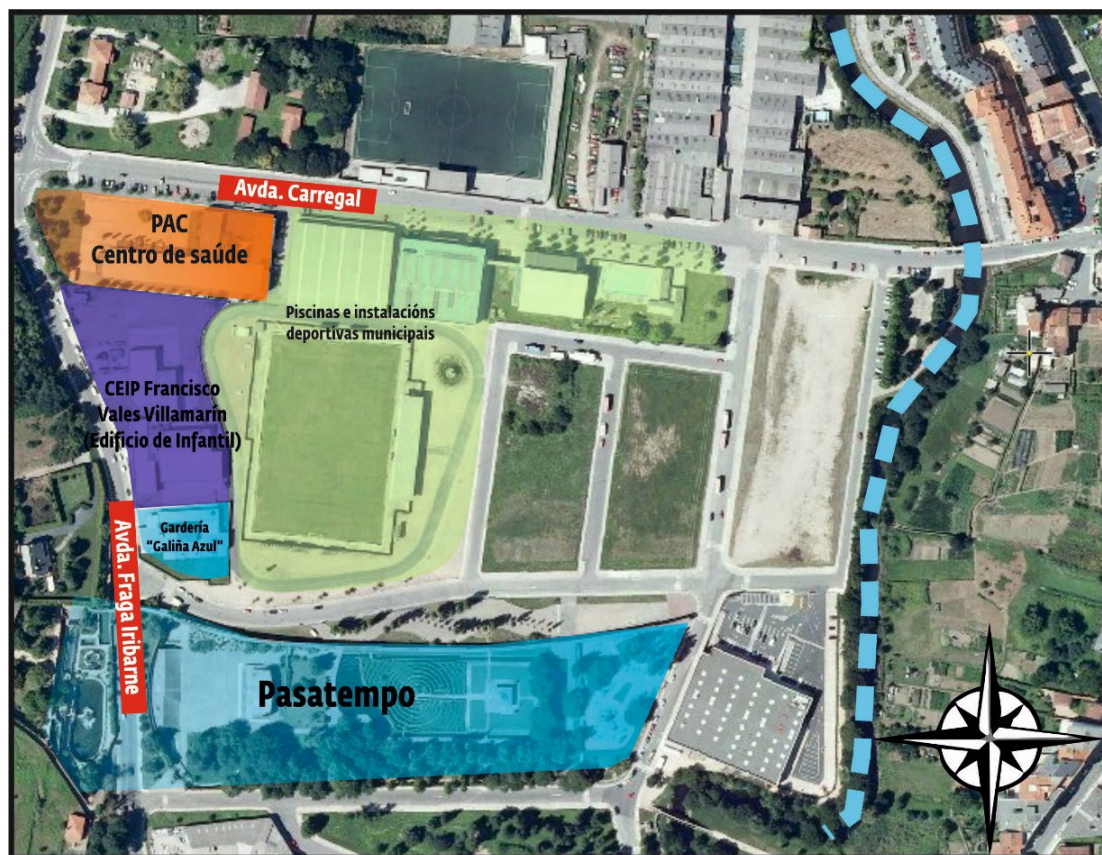 Avda. Carregal
PAC
Centro de saúde
Piscinas e instalacións
deportivas municipais
CEIP Francisco
Vales Villamarín
(Edificio de Infantil)
Gardería
“Galiña Azul”
Avda. Fraga Iribarne
Pasatempo